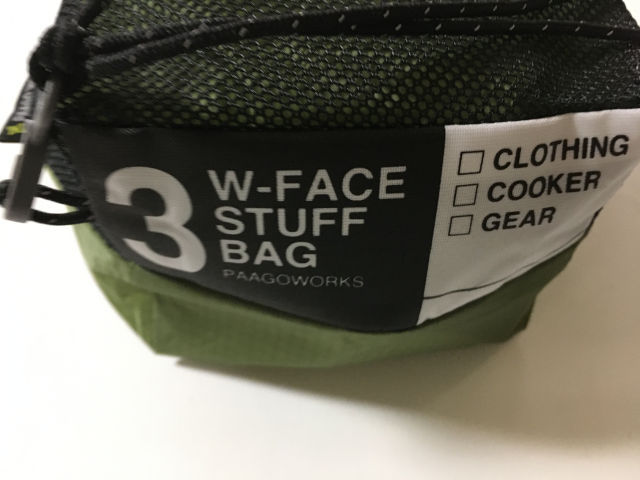 3
W-FACE
STUFF
BAG
PAAGOWORKS
CLOTHING
COOKER
GEAR